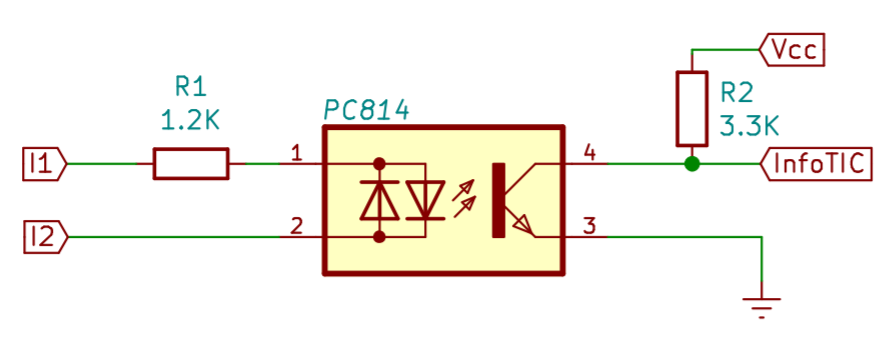 Vcc
R1
1.2K
PC814
R2
3.3K
I1
1
4
InfoTIC
I2
2
3